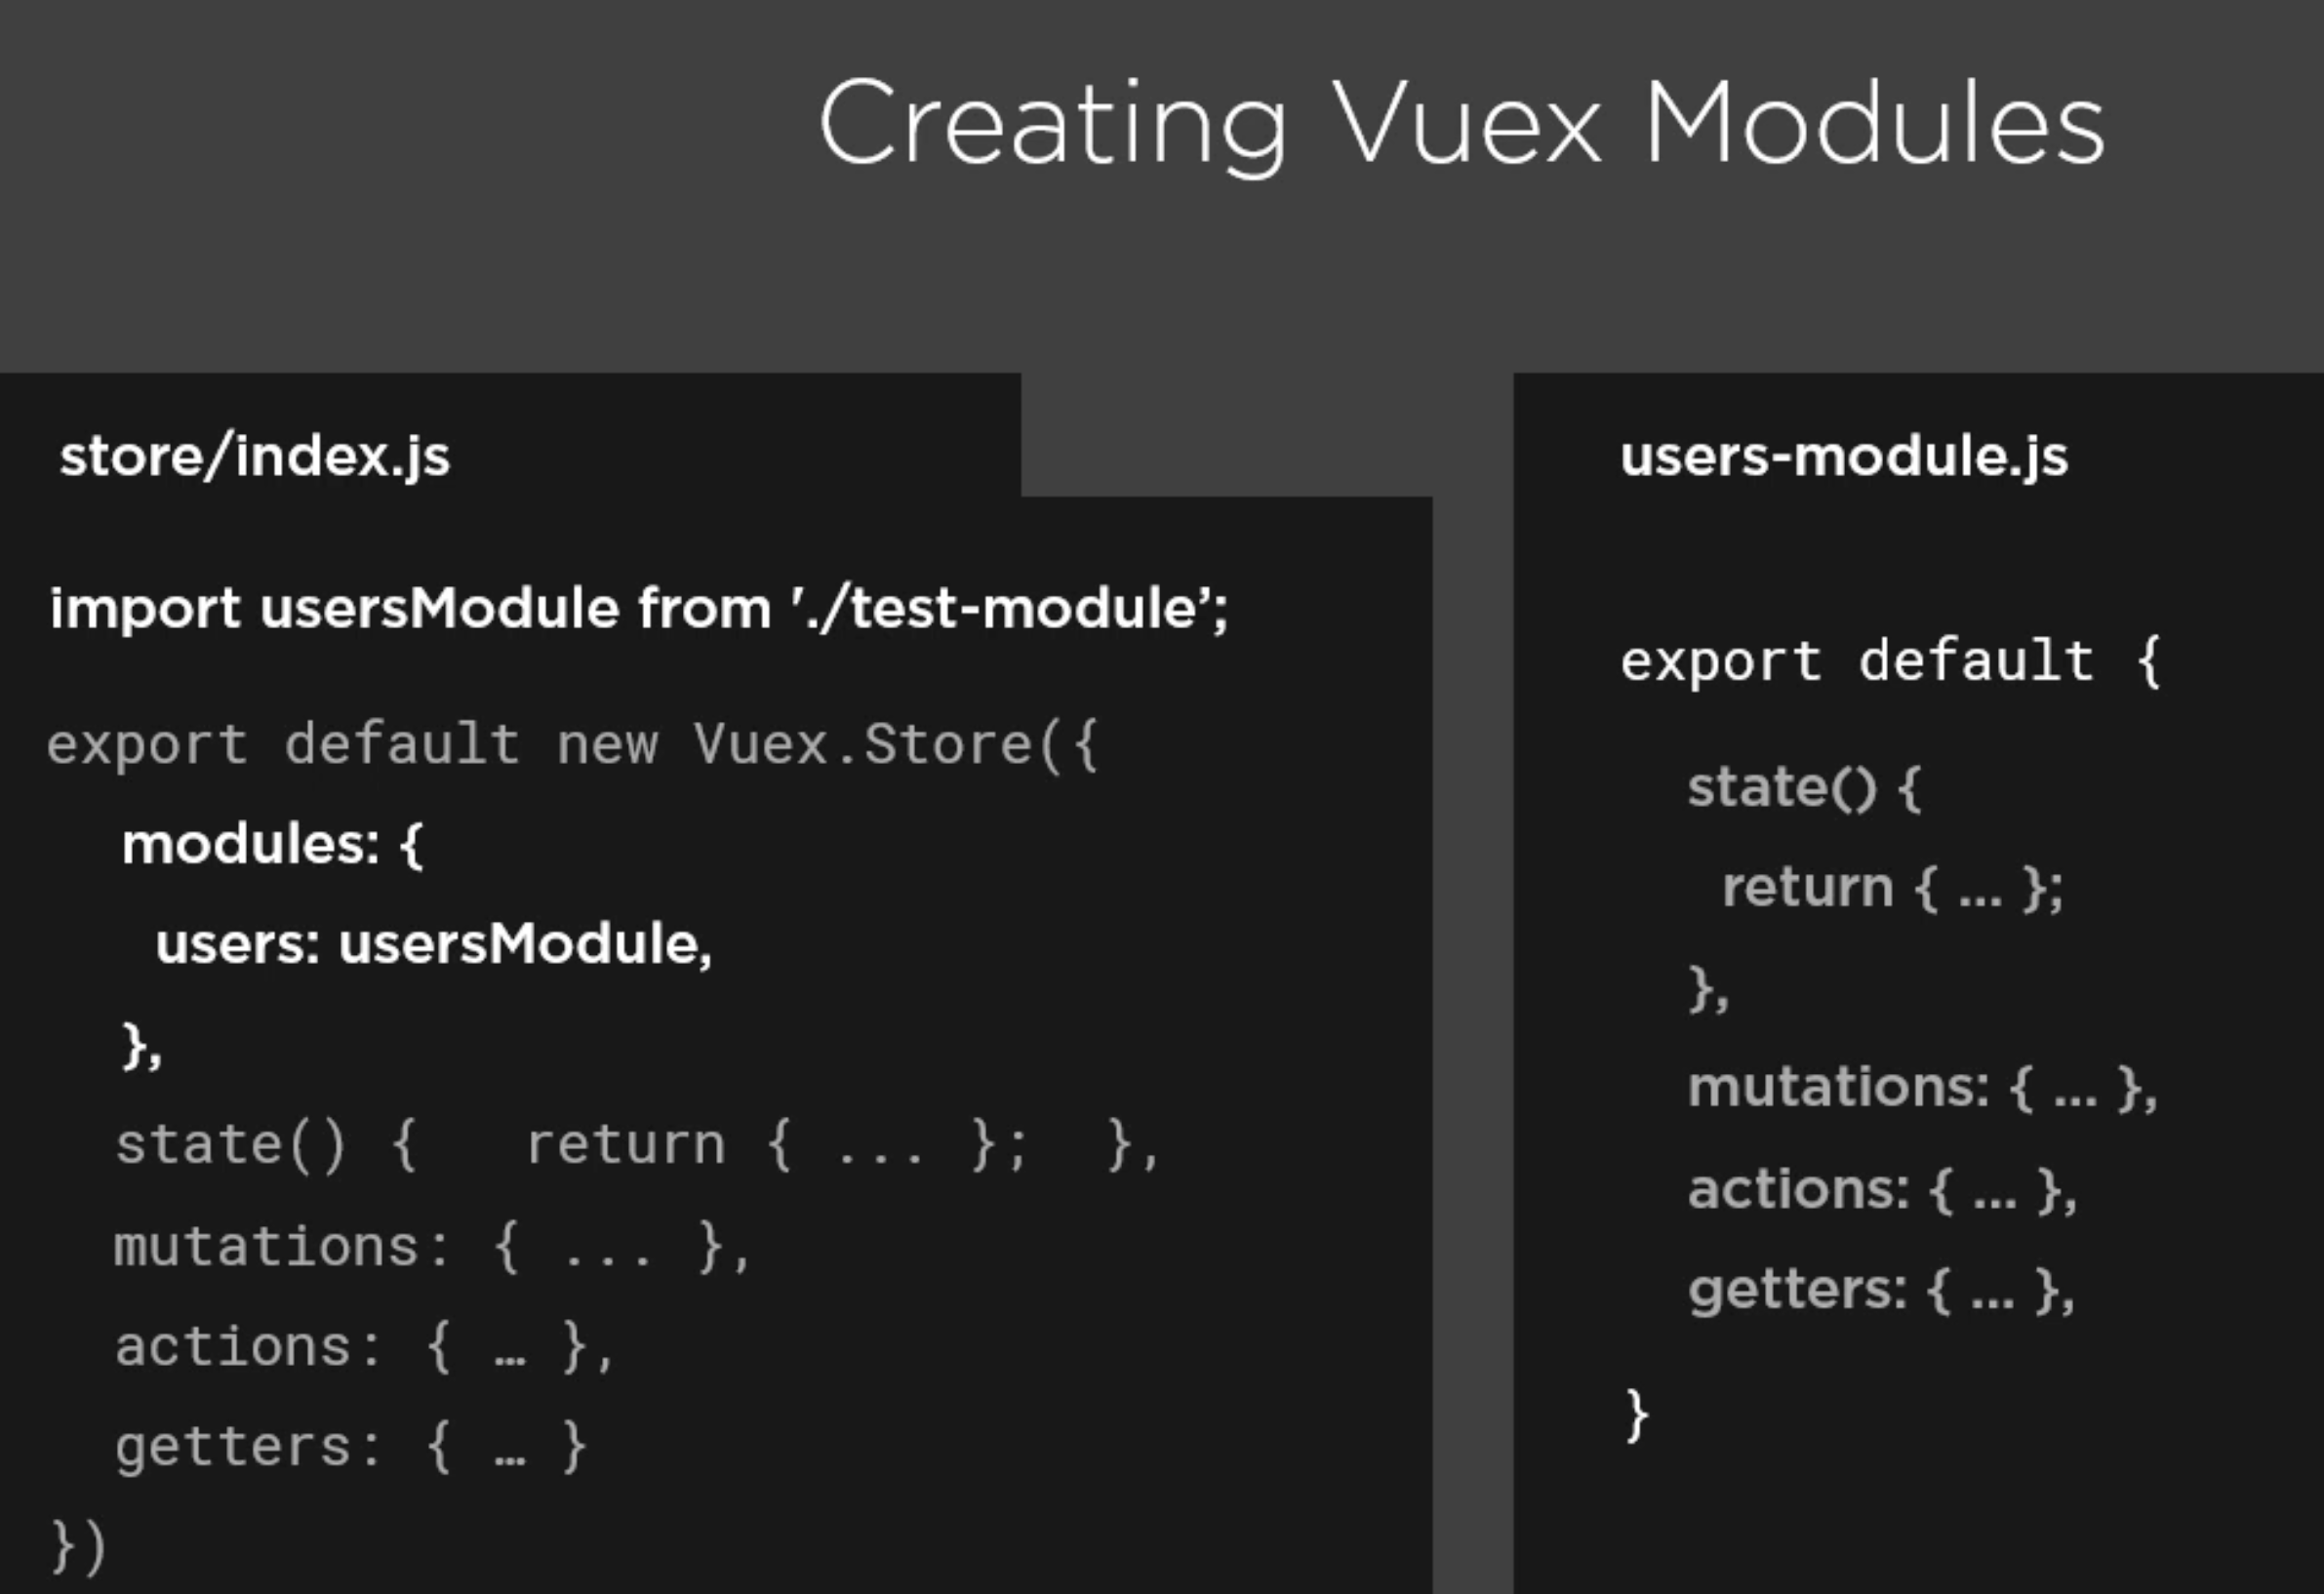 Creating Vuex Modules
store/index.js
import usersModule from './test-module’;
export default new Vuex.Store({
modules: {
users: usersModule,
},
state() {   return { ... };  },
mutations: { ... },
actions: { … },
getters: { … }
})
users-module.js
export default {
state() {
return { ... };
},
mutations: { ... },
actions: { ... },
getters: { ... },
}